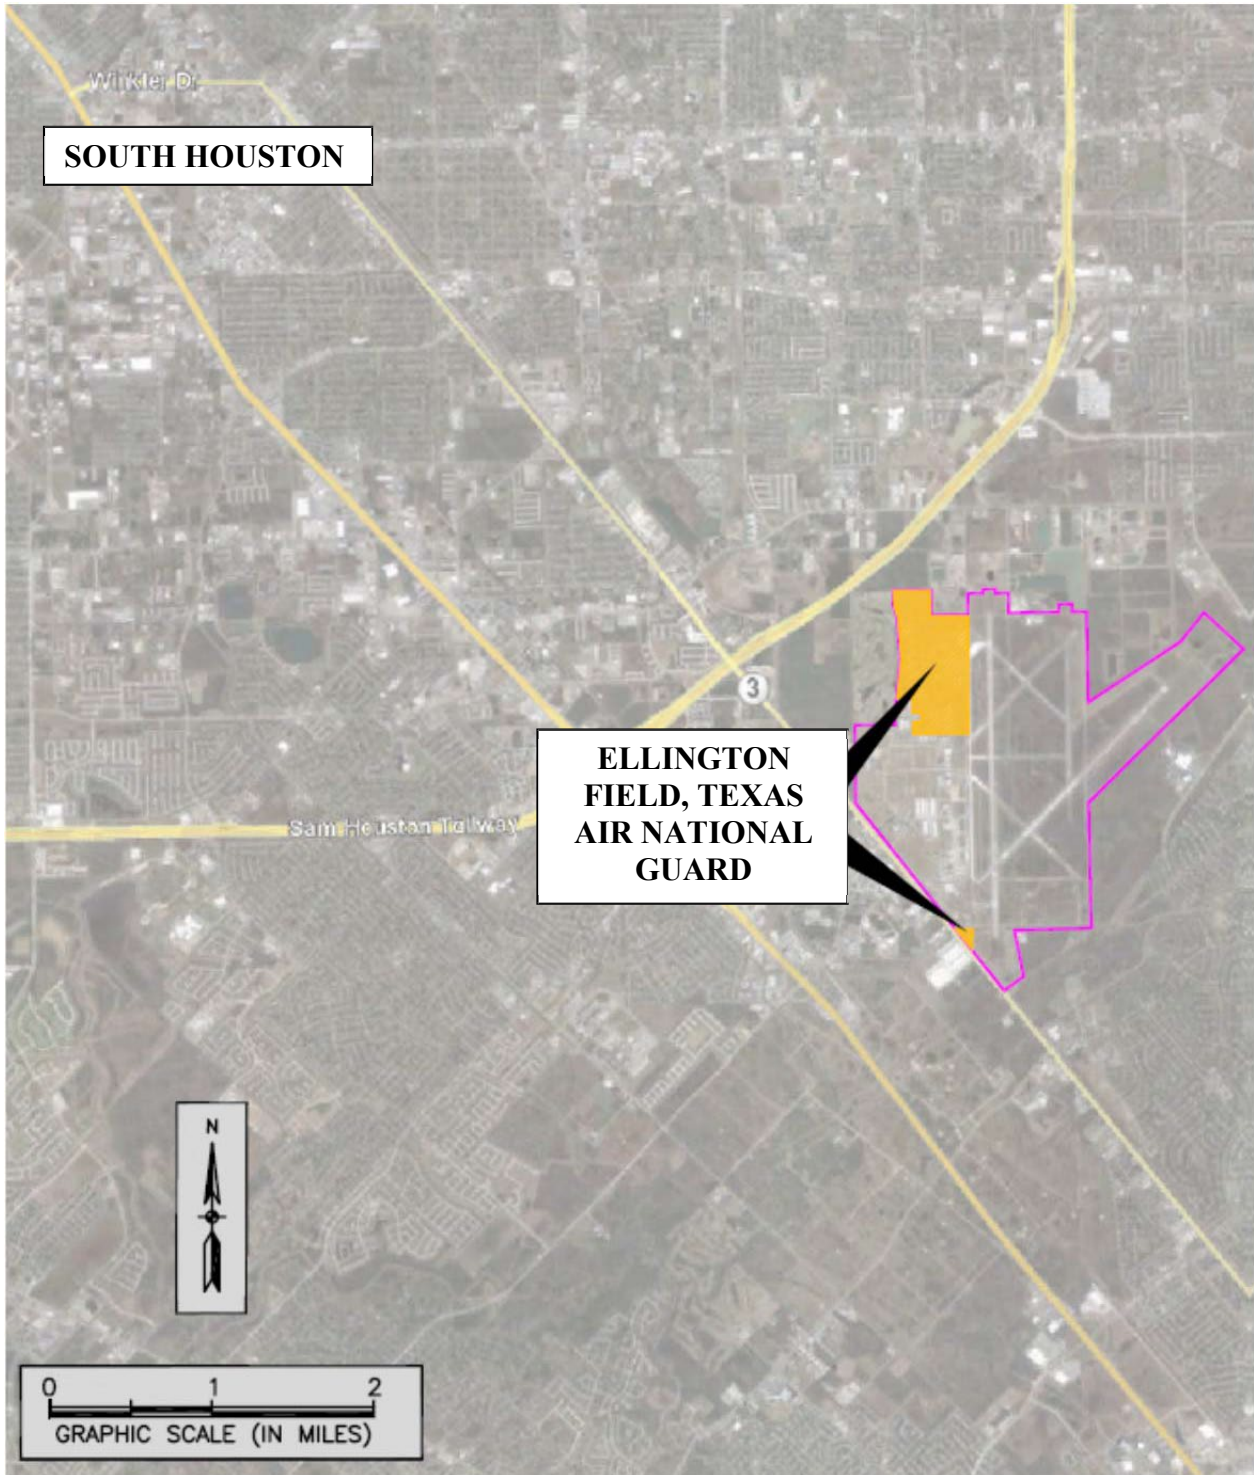 Winkler Dr
SOUTH HOUSTON
3
ELLINGTON
FIELD, TEXAS
AIR NATIONAL
GUARD
Sam Houston Tollway
N
0 1 2
GRAPHIC SCALE (IN MILES)